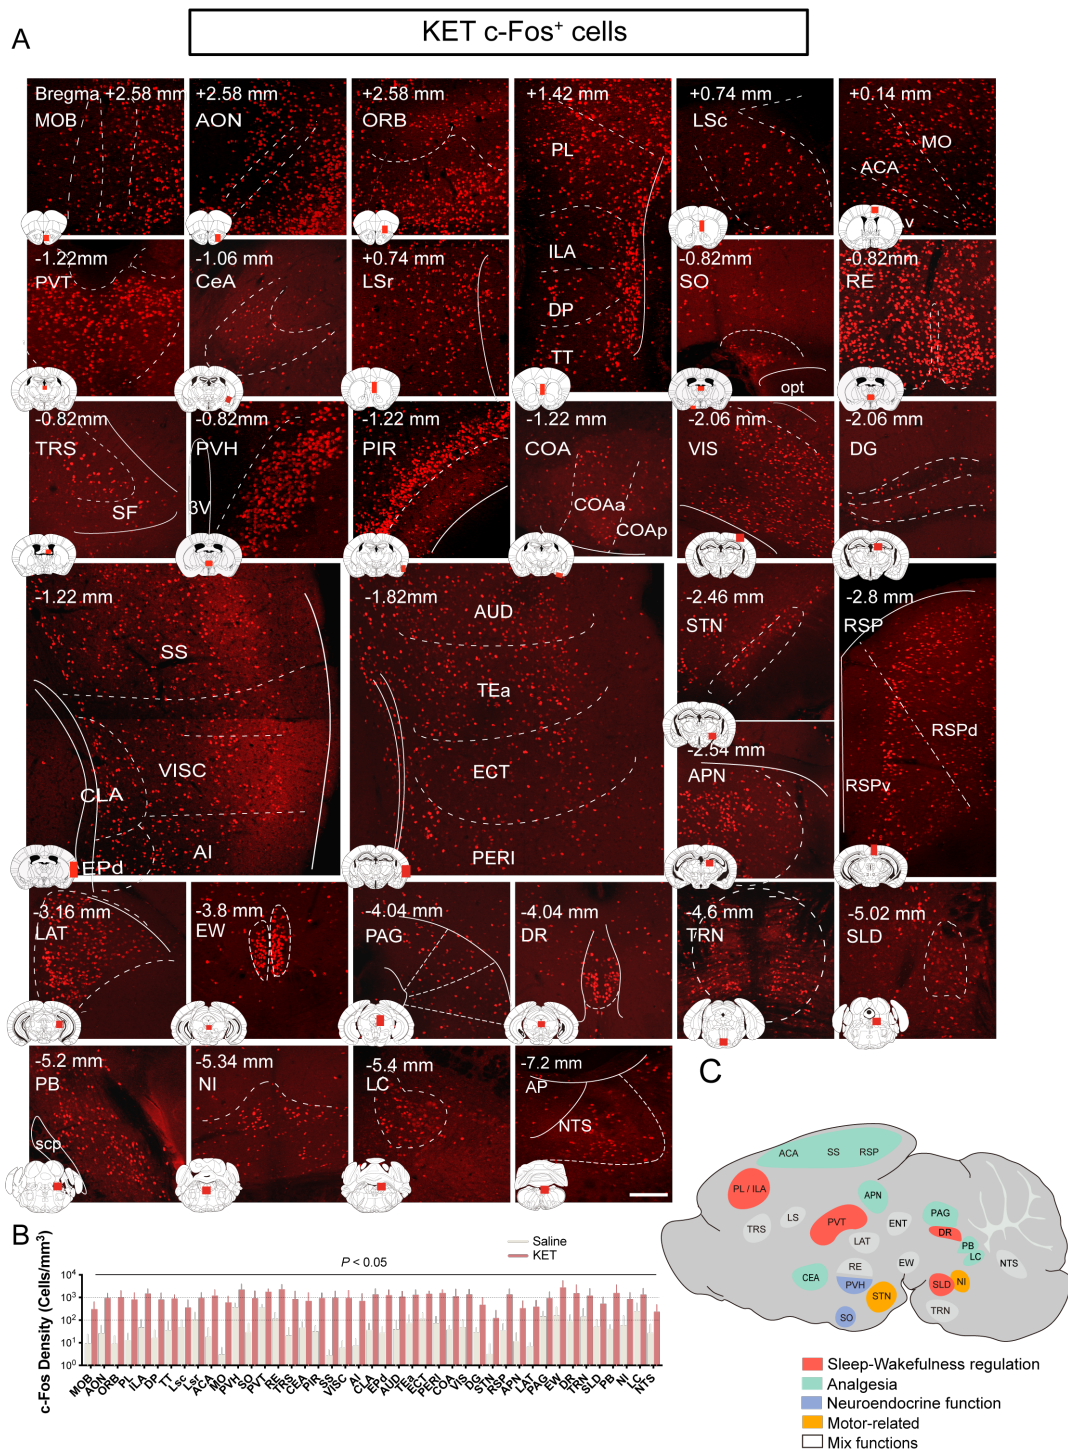 A
KET c-Fos⁺ cells
Bregma +2.58 mm
MOB
+2.58 mm
AON
+2.58 mm
ORB
+1.42 mm
PL
ILA
DP
TT
+0.74 mm
LSc
+0.14 mm
MO
ACA
v
-1.22mm
PVT
-1.06 mm
CeA
+0.74 mm
LSr
-0.82mm
SO
opt
-0.82mm
RE
-0.82mm
TRS
SF
-0.82mm
PVH
3V
-1.22 mm
PIR
-1.22 mm
COA
COAa
COAp
-2.06 mm
VIS
-2.06 mm
DG
-1.22 mm
SS
VISC
CLA
AI
EPd
-1.82mm
AUD
TEa
ECT
PERI
-2.46 mm
STN
-2.54 mm
APN
-2.8 mm
RSP
RSPd
RSPv
-3.16 mm
LAT
-3.8 mm
EW
-4.04 mm
PAG
-4.04 mm
DR
-4.6 mm
TRN
-5.02 mm
SLD
-5.2 mm
PB
scp
-5.34 mm
NI
-5.4 mm
LC
-7.2 mm
AP
NTS
B
Saline
KET
P < 0.05
c-Fos Density (Cells/mm³)
10⁴
10³
10²
10¹
10⁰
MOB AON ORB PL ILA DP TT Lsc Lsr ACA MO PVH SO PVT RE TRS CEA PIR SS VISC AI CLA EPd AUD TEa ECT PERI COA VIS DG STN RSP APN LAT PAG EW DR TRN SLD PB NI LC NTS
C
ACA SS RSP
PL / ILA
APN
TRS
LS
PVT
ENT
PAG
LAT
DR
PB
LC
NTS
CEA
RE
PVH
EW
SLD
NI
STN
SO
TRN
Sleep-Wakefulness regulation
Analgesia
Neuroendocrine function
Motor-related
Mix functions